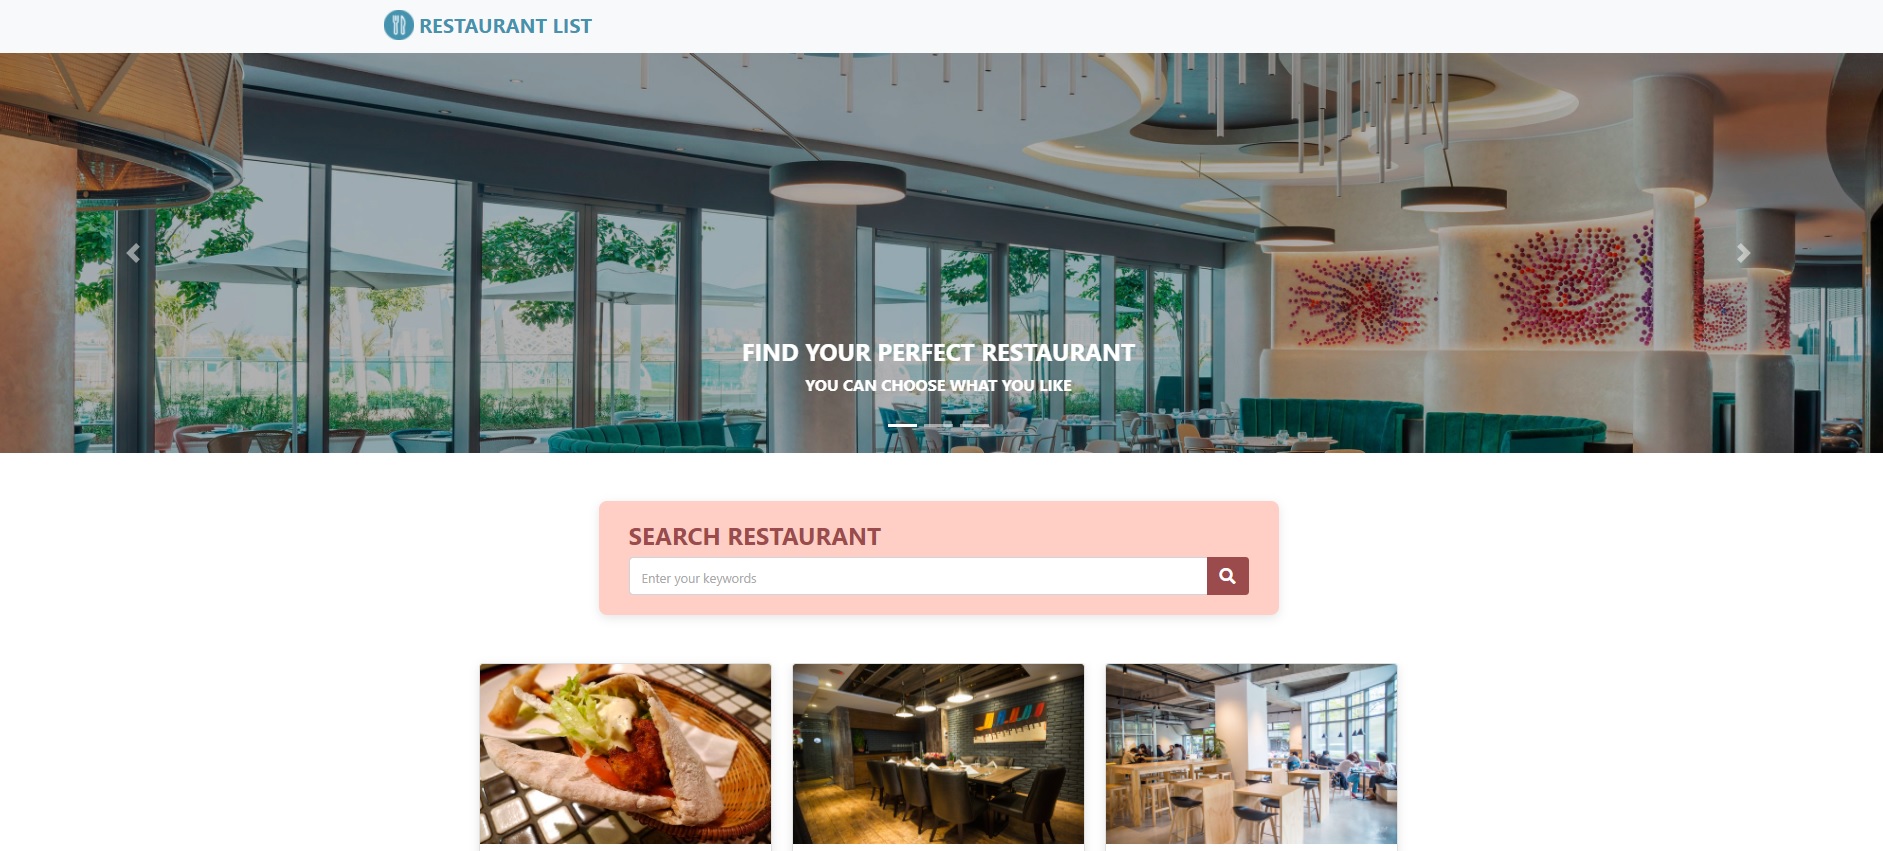 RESTAURANT LIST
FIND YOUR PERFECT RESTAURANT
YOU CAN CHOOSE WHAT YOU LIKE
SEARCH RESTAURANT
Enter your keywords